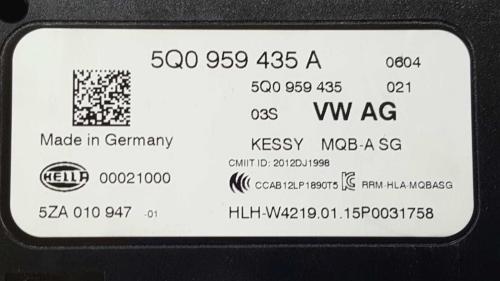 5Q0 959 435 A 0604
5Q0 959 435 021
03S VW AG
Made in Germany KESSY MQB-A SG
CMIIT ID: 2012DJ1998
HELLA 00021000 CCAB12LP1890T5 RRM-HLA-MQBASG
5ZA 010 947 -01 HLH-W4219.01.15P0031758